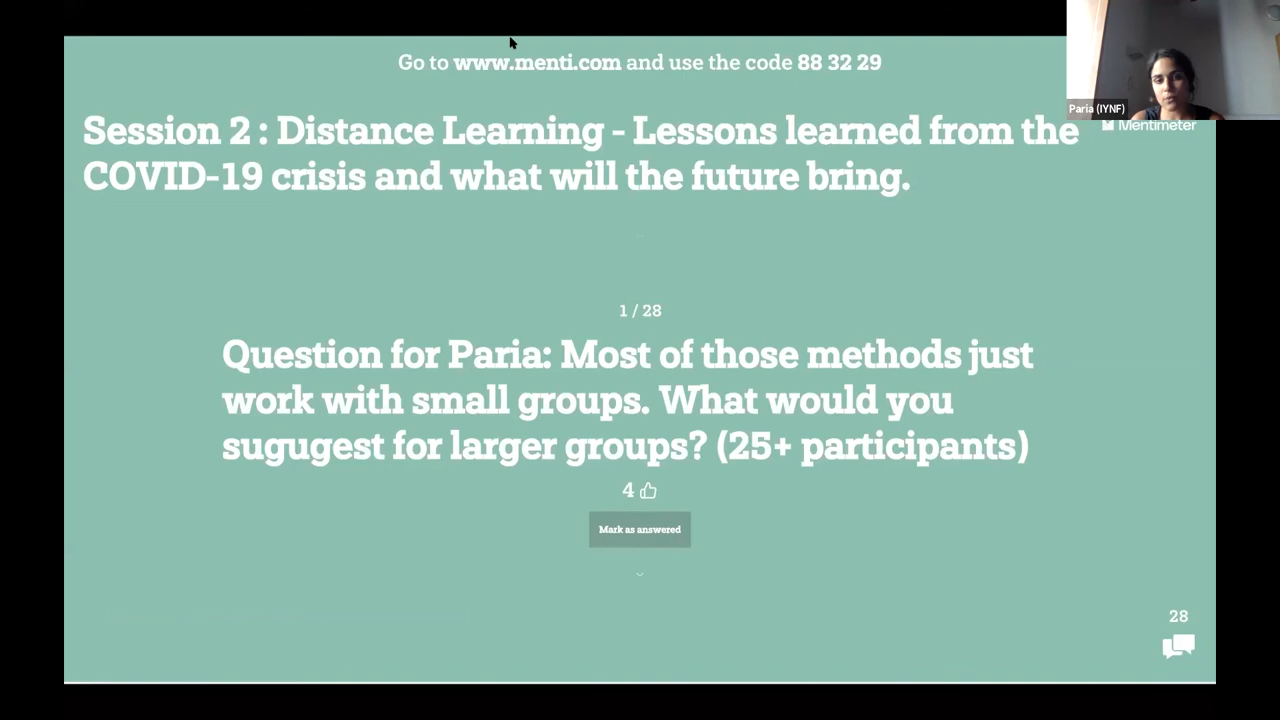 Go to www.menti.com and use the code 88 32 29
Paria (IYNF)
Mentimeter
Session 2 : Distance Learning - Lessons learned from the
COVID-19 crisis and what will the future bring.
1 / 28
Question for Paria: Most of those methods just
work with small groups. What would you
sugugest for larger groups? (25+ participants)
4
Mark as answered
28